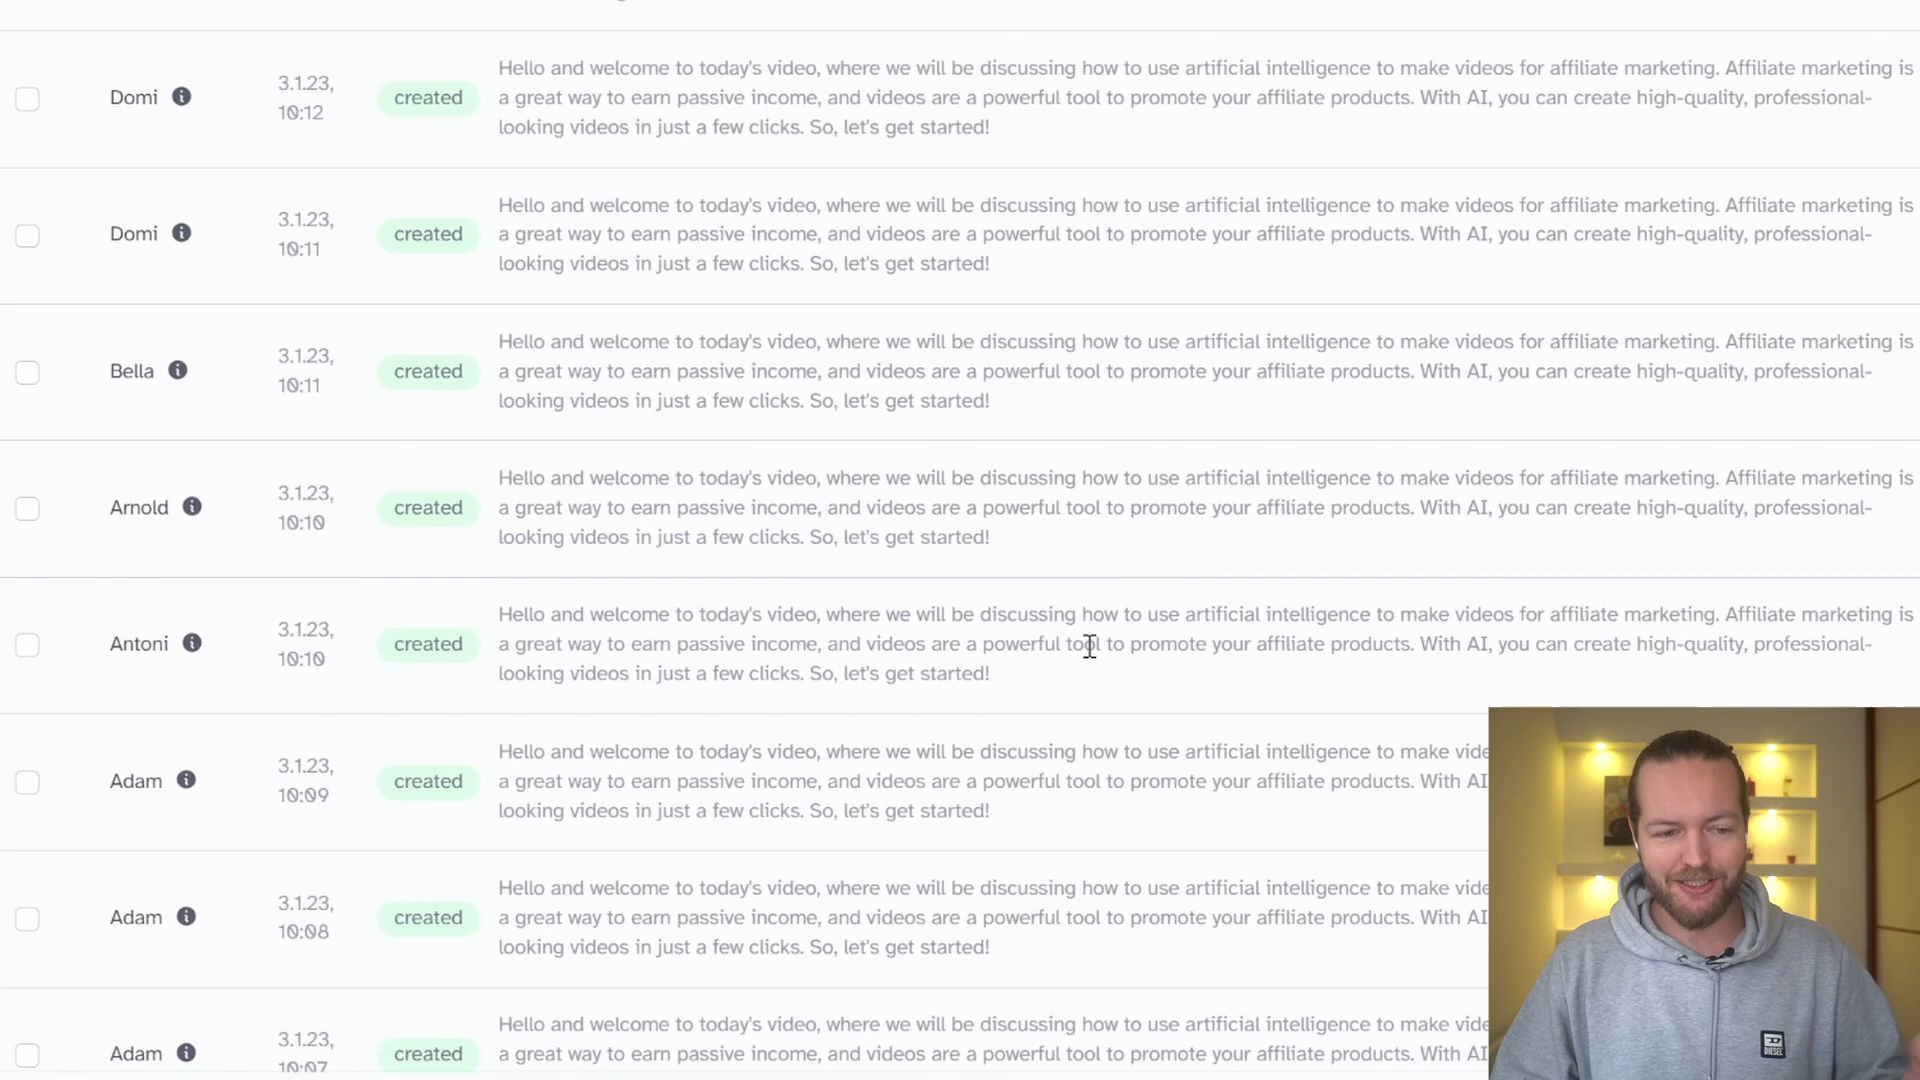 Domi
3.1.23,
10:12
created
Hello and welcome to today's video, where we will be discussing how to use artificial intelligence to make videos for affiliate marketing. Affiliate marketing is
a great way to earn passive income, and videos are a powerful tool to promote your affiliate products. With AI, you can create high-quality, professional-
looking videos in just a few clicks. So, let's get started!
Domi
3.1.23,
10:11
created
Hello and welcome to today's video, where we will be discussing how to use artificial intelligence to make videos for affiliate marketing. Affiliate marketing is
a great way to earn passive income, and videos are a powerful tool to promote your affiliate products. With AI, you can create high-quality, professional-
looking videos in just a few clicks. So, let's get started!
Bella
3.1.23,
10:11
created
Hello and welcome to today's video, where we will be discussing how to use artificial intelligence to make videos for affiliate marketing. Affiliate marketing is
a great way to earn passive income, and videos are a powerful tool to promote your affiliate products. With AI, you can create high-quality, professional-
looking videos in just a few clicks. So, let's get started!
Arnold
3.1.23,
10:10
created
Hello and welcome to today's video, where we will be discussing how to use artificial intelligence to make videos for affiliate marketing. Affiliate marketing is
a great way to earn passive income, and videos are a powerful tool to promote your affiliate products. With AI, you can create high-quality, professional-
looking videos in just a few clicks. So, let's get started!
Antoni
3.1.23,
10:10
created
Hello and welcome to today's video, where we will be discussing how to use artificial intelligence to make videos for affiliate marketing. Affiliate marketing is
a great way to earn passive income, and videos are a powerful tool to promote your affiliate products. With AI, you can create high-quality, professional-
looking videos in just a few clicks. So, let's get started!
Adam
3.1.23,
10:09
created
Hello and welcome to today's video, where we will be discussing how to use artificial intelligence to make vide
a great way to earn passive income, and videos are a powerful tool to promote your affiliate products. With AI
looking videos in just a few clicks. So, let's get started!
Adam
3.1.23,
10:08
created
Hello and welcome to today's video, where we will be discussing how to use artificial intelligence to make vide
a great way to earn passive income, and videos are a powerful tool to promote your affiliate products. With AI
looking videos in just a few clicks. So, let's get started!
Adam
3.1.23,
10:07
created
Hello and welcome to today's video, where we will be discussing how to use artificial intelligence to make vide
a great way to earn passive income, and videos are a powerful tool to promote your affiliate products. With AI
DIESEL